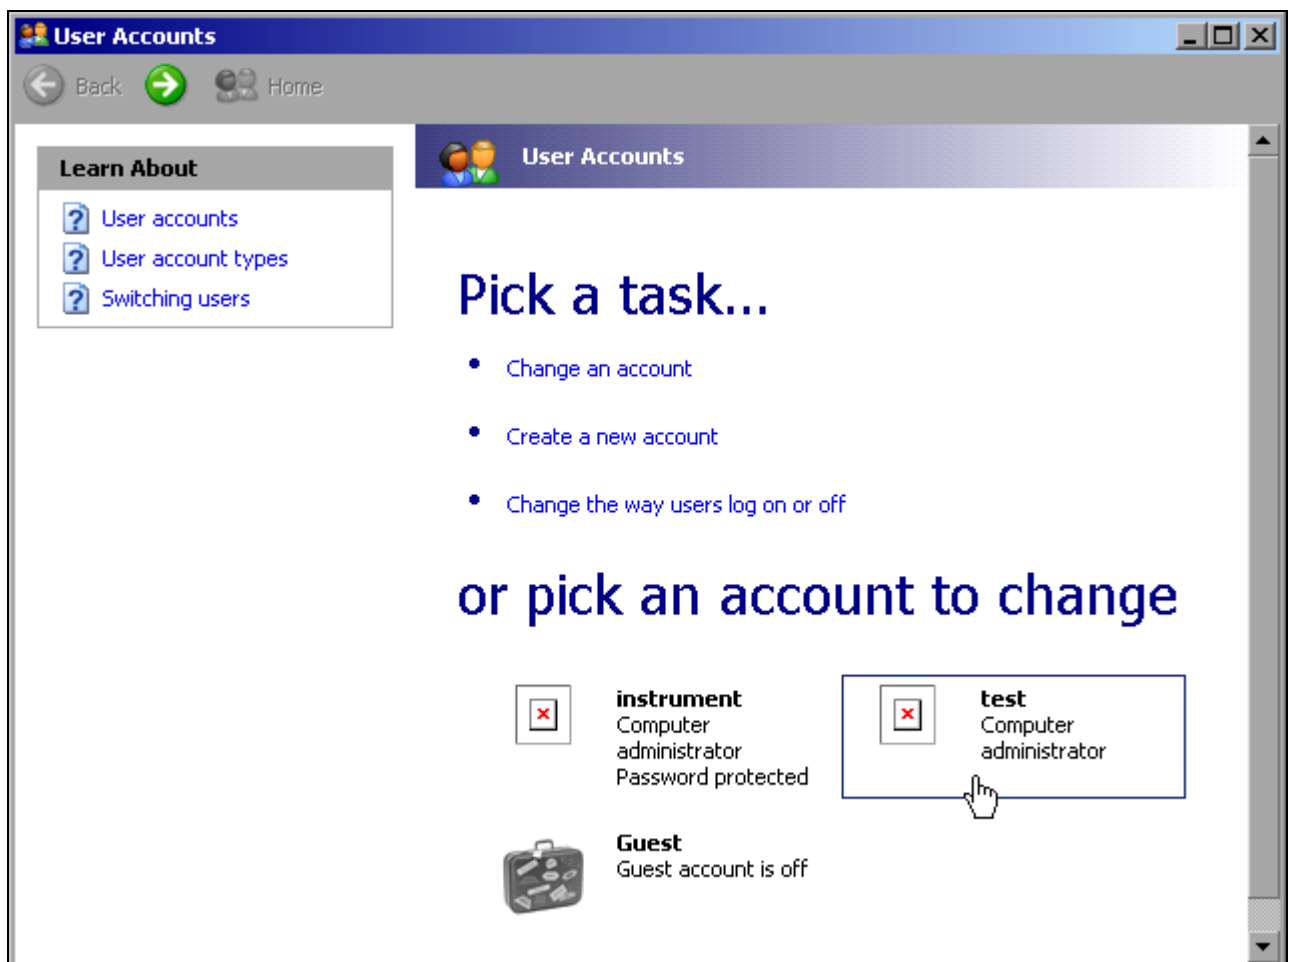 User Accounts
Back
Home
Learn About
User accounts
User account types
Switching users
User Accounts
Pick a task...
Change an account
Create a new account
Change the way users log on or off
or pick an account to change
instrument
Computer
administrator
Password protected
test
Computer
administrator
Guest
Guest account is off